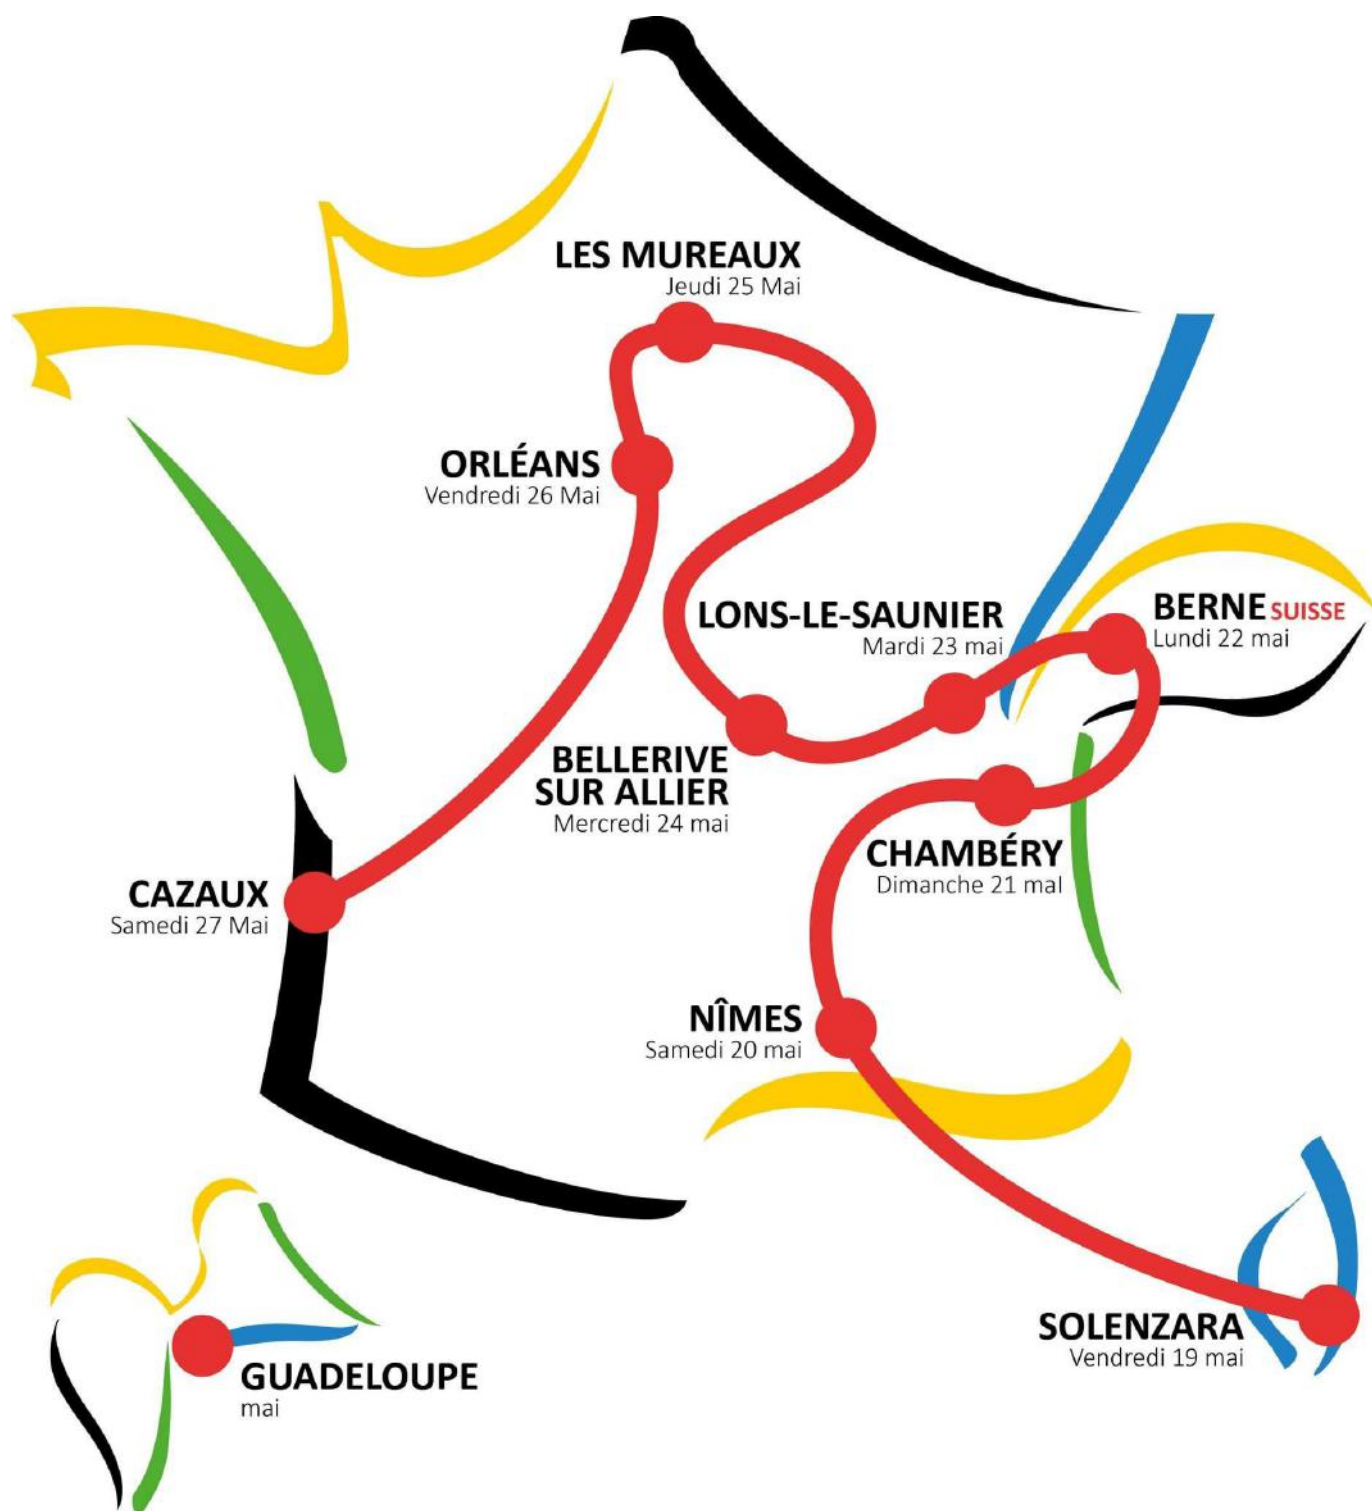 LES MUREAUX
Jeudi 25 Mai
ORLÉANS
Vendredi 26 Mai
LONS-LE-SAUNIER
Mardi 23 mai
BERNE SUISSE
Lundi 22 mai
BELLERIVE
SUR ALLIER
Mercredi 24 mai
CHAMBÉRY
Dimanche 21 mal
CAZAUX
Samedi 27 Mai
NÎMES
Samedi 20 mai
SOLENZARA
Vendredi 19 mai
GUADELOUPE
mai